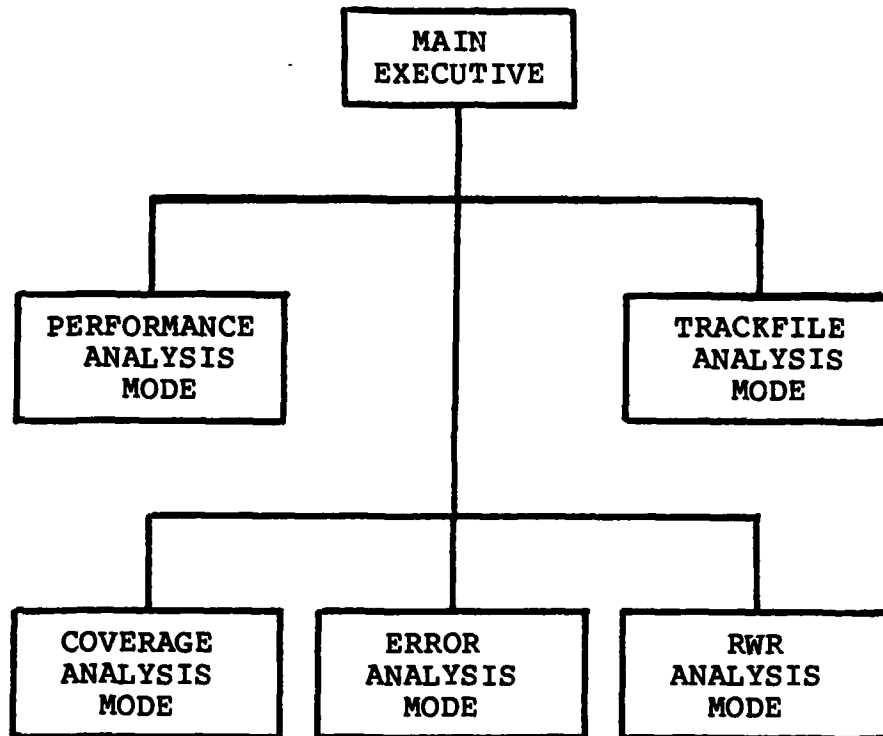 MAIN
EXECUTIVE
PERFORMANCE
ANALYSIS
MODE
TRACKFILE
ANALYSIS
MODE
COVERAGE
ANALYSIS
MODE
ERROR
ANALYSIS
MODE
RWR
ANALYSIS
MODE